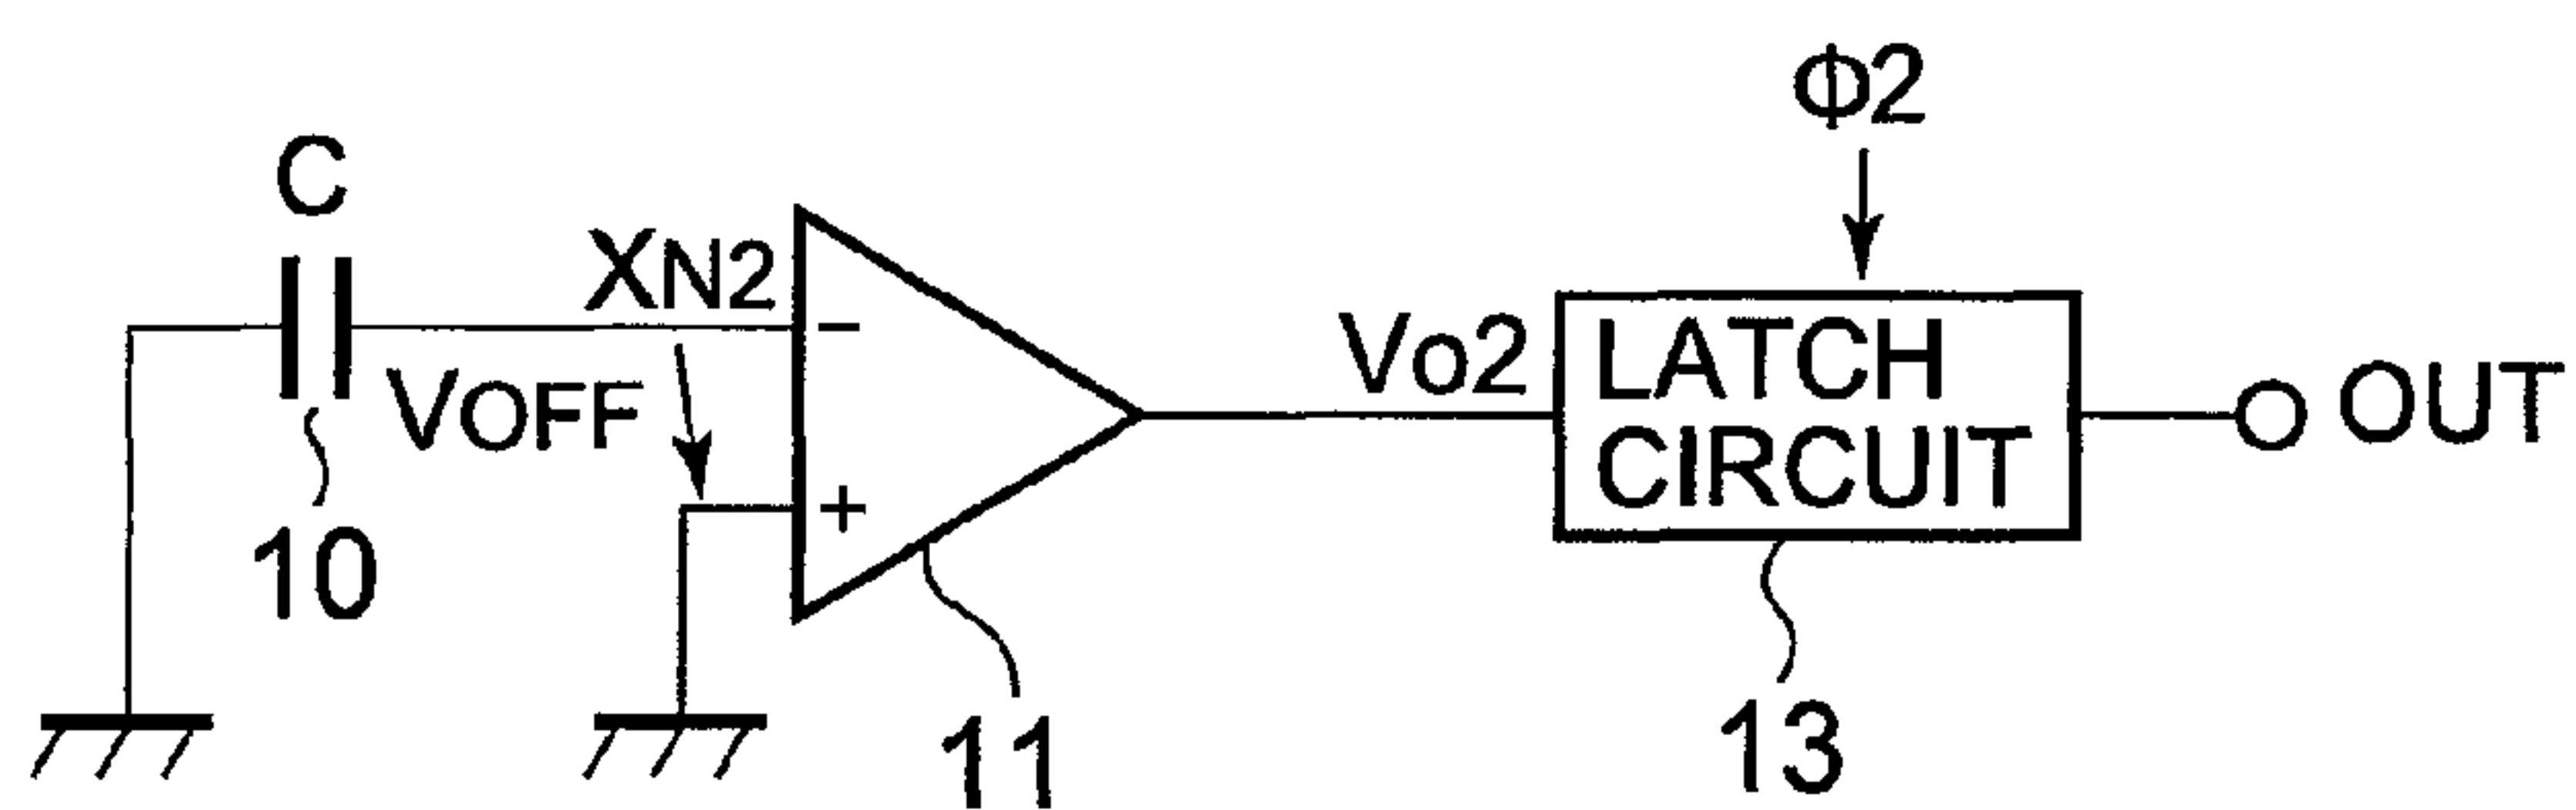 Φ2
C
XN2
VOFF
−
+
Vo2
LATCH
CIRCUIT
OUT
10
11
13